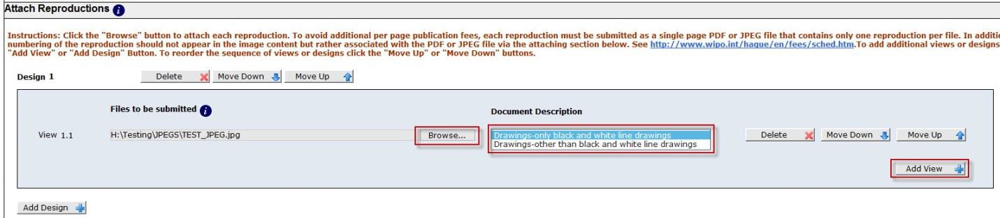 Attach Reproductions i
Instructions: Click the "Browse" button to attach each reproduction. To avoid additional per page publication fees, each reproduction must be submitted as a single page PDF or JPEG file that contains only one reproduction per file. In additio
numbering of the reproduction should not appear in the image content but rather associated with the PDF or JPEG file via the attaching section below. See http://www.wipo.int/hague/en/fees/sched.htm.To add additional views or designs
"Add View" or "Add Design" Button. To reorder the sequence of views or designs click the "Move Up" or "Move Down" buttons.
Design 1 Delete Move Down Move Up
Files to be submitted i Document Description
View 1.1 H:\Testing\JPEGS\TEST_JPEG.jpg Browse... Drawings-only black and white line drawings Delete Move Down Move Up
Drawings-other than black and white line drawings
Add View
Add Design